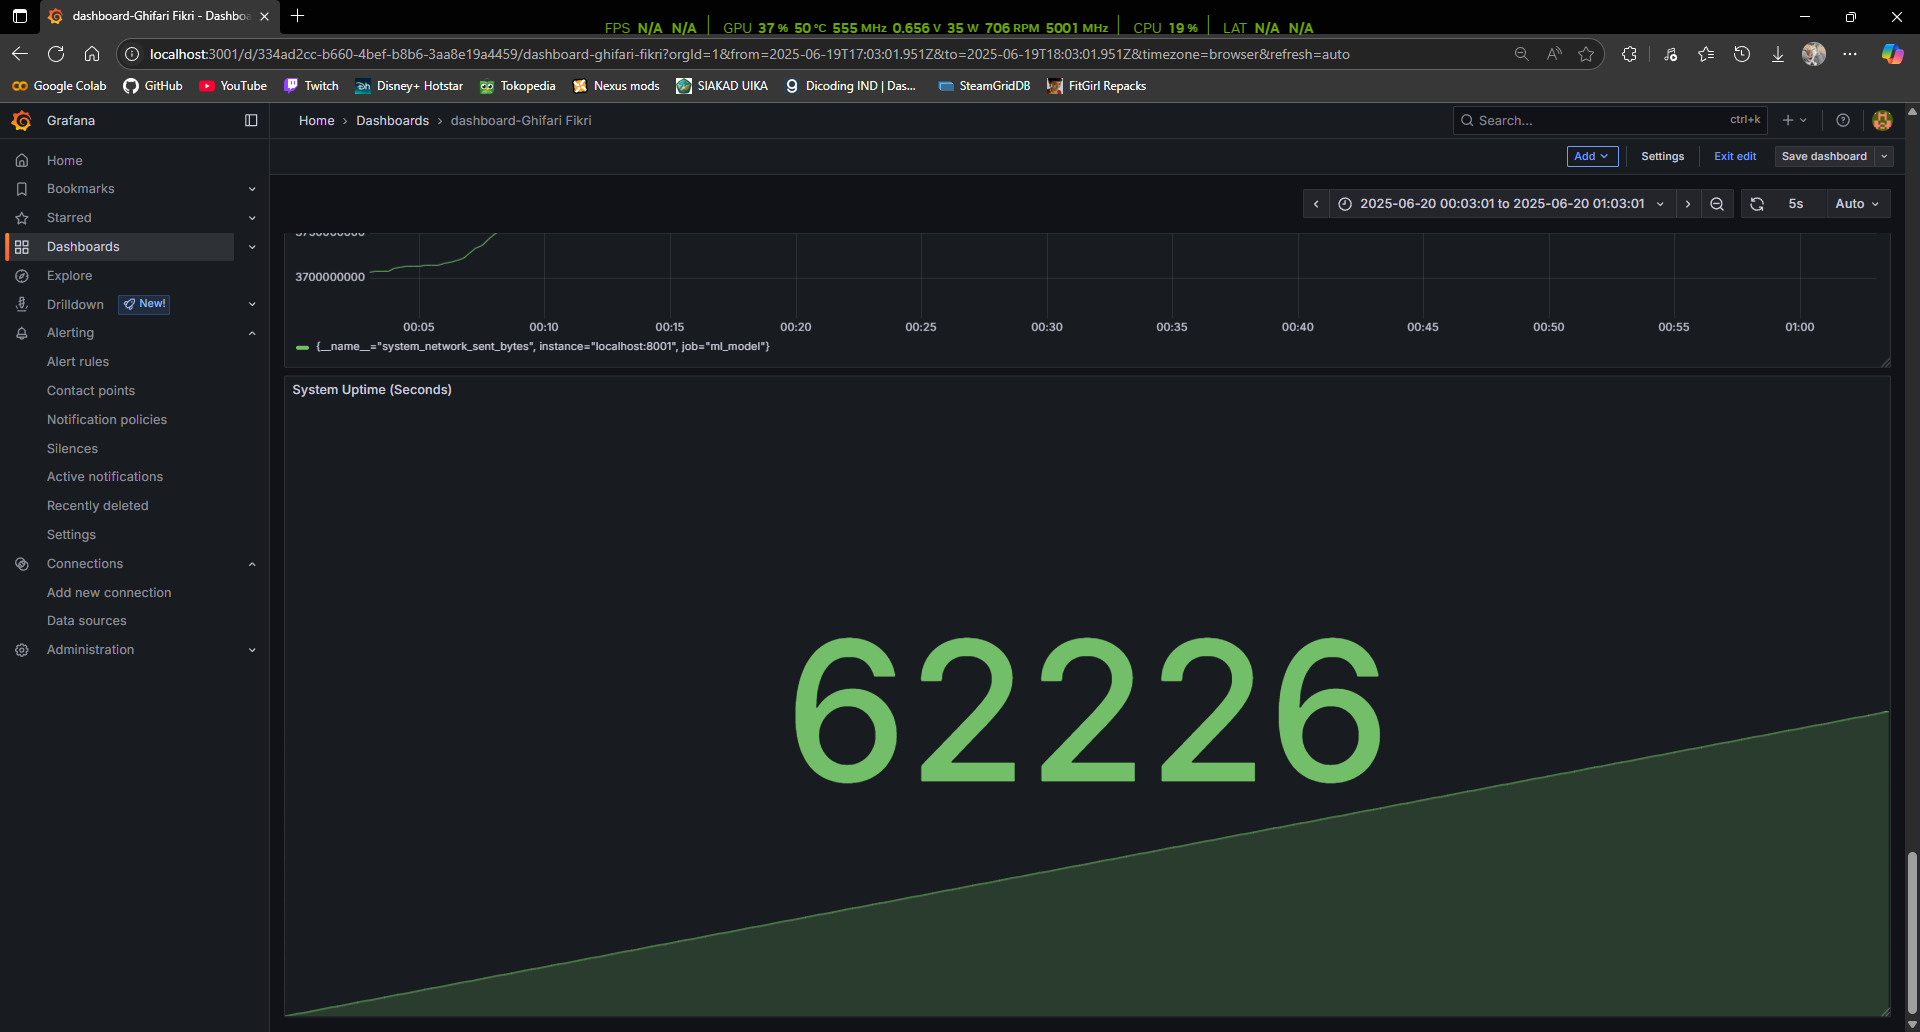 dashboard-Ghifari Fikri - Dashboa
FPS N/A N/A GPU 37 % 50 °C 555 MHz 0.656 V 35 W 706 RPM 5001 MHz CPU 19 % LAT N/A N/A
localhost:3001/d/334ad2cc-b660-4bef-b8b6-3aa8e19a4459/dashboard-ghifari-fikri?orgId=1&from=2025-06-19T17:03:01.951Z&to=2025-06-19T18:03:01.951Z&timezone=browser&refresh=auto
Google Colab GitHub YouTube Twitch Disney+ Hotstar Tokopedia Nexus mods SIAKAD UIKA Dicoding IND | Das... SteamGridDB FitGirl Repacks
Grafana
Home › Dashboards › dashboard-Ghifari Fikri
Search... ctrl+k
Add Settings Exit edit Save dashboard
2025-06-20 00:03:01 to 2025-06-20 01:03:01 5s Auto
Home
Bookmarks
Starred
Dashboards
Explore
Drilldown New!
Alerting
Alert rules
Contact points
Notification policies
Silences
Active notifications
Recently deleted
Settings
Connections
Add new connection
Data sources
Administration
3750000000
3700000000
00:05 00:10 00:15 00:20 00:25 00:30 00:35 00:40 00:45 00:50 00:55 01:00
{__name__="system_network_sent_bytes", instance="localhost:8001", job="ml_model"}
System Uptime (Seconds)
62226